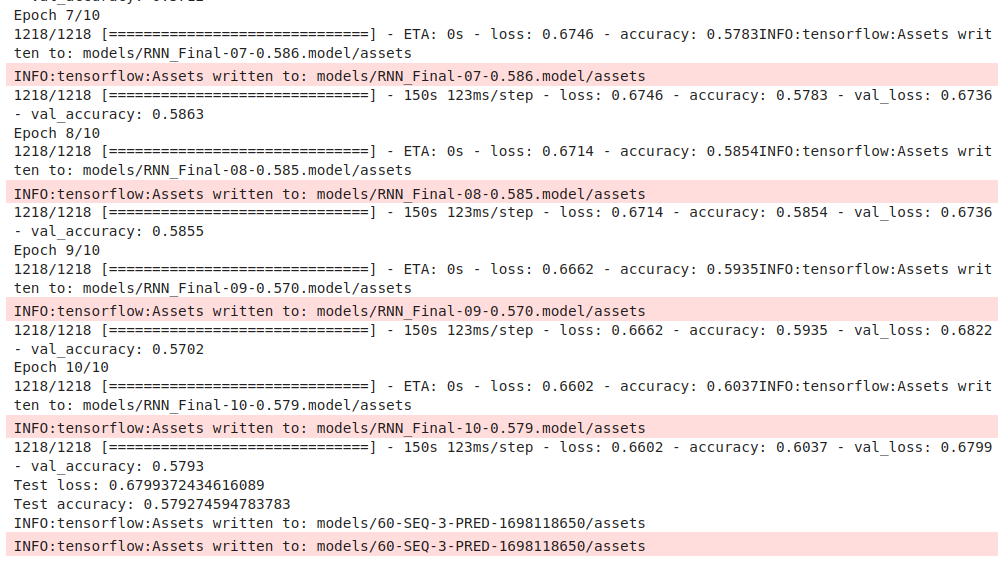 Epoch 7/10
1218/1218 [==============================] - ETA: 0s - loss: 0.6746 - accuracy: 0.5783INFO:tensorflow:Assets writ
ten to: models/RNN_Final-07-0.586.model/assets
INFO:tensorflow:Assets written to: models/RNN_Final-07-0.586.model/assets
1218/1218 [==============================] - 150s 123ms/step - loss: 0.6746 - accuracy: 0.5783 - val_loss: 0.6736
- val_accuracy: 0.5863
Epoch 8/10
1218/1218 [==============================] - ETA: 0s - loss: 0.6714 - accuracy: 0.5854INFO:tensorflow:Assets writ
ten to: models/RNN_Final-08-0.585.model/assets
INFO:tensorflow:Assets written to: models/RNN_Final-08-0.585.model/assets
1218/1218 [==============================] - 150s 123ms/step - loss: 0.6714 - accuracy: 0.5854 - val_loss: 0.6736
- val_accuracy: 0.5855
Epoch 9/10
1218/1218 [==============================] - ETA: 0s - loss: 0.6662 - accuracy: 0.5935INFO:tensorflow:Assets writ
ten to: models/RNN_Final-09-0.570.model/assets
INFO:tensorflow:Assets written to: models/RNN_Final-09-0.570.model/assets
1218/1218 [==============================] - 150s 123ms/step - loss: 0.6662 - accuracy: 0.5935 - val_loss: 0.6822
- val_accuracy: 0.5702
Epoch 10/10
1218/1218 [==============================] - ETA: 0s - loss: 0.6602 - accuracy: 0.6037INFO:tensorflow:Assets writ
ten to: models/RNN_Final-10-0.579.model/assets
INFO:tensorflow:Assets written to: models/RNN_Final-10-0.579.model/assets
1218/1218 [==============================] - 150s 123ms/step - loss: 0.6602 - accuracy: 0.6037 - val_loss: 0.6799
- val_accuracy: 0.5793
Test loss: 0.6799372434616089
Test accuracy: 0.579274594783783
INFO:tensorflow:Assets written to: models/60-SEQ-3-PRED-1698118650/assets
INFO:tensorflow:Assets written to: models/60-SEQ-3-PRED-1698118650/assets